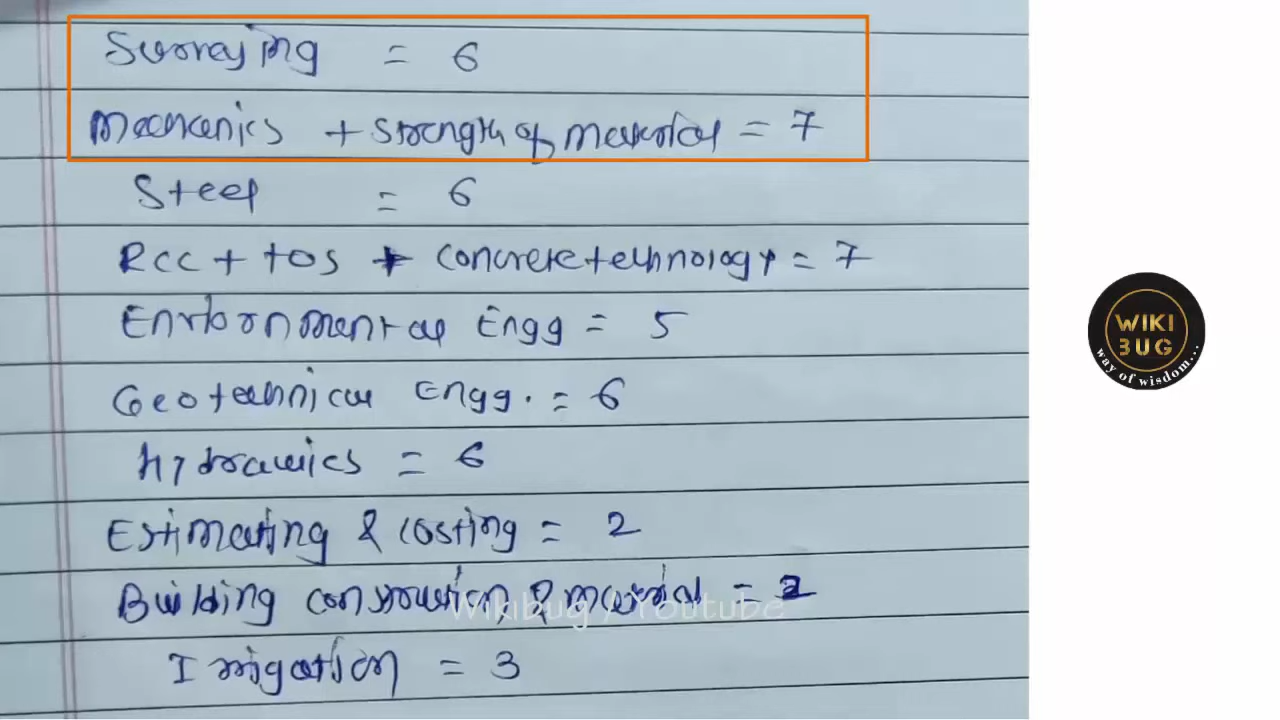 Surveying = 6
Mechanics + Strength of material = 7
Steel = 6
Rcc + tos + concrete technology = 7
Environmental Engg = 5
Geotechnical Engg. = 6
Hydraulics = 6
Estimating & costing = 2
Building construction & material = 2
Irrigation = 3
Wikibug / Youtube
WIKI
BUG
way of wisdom...